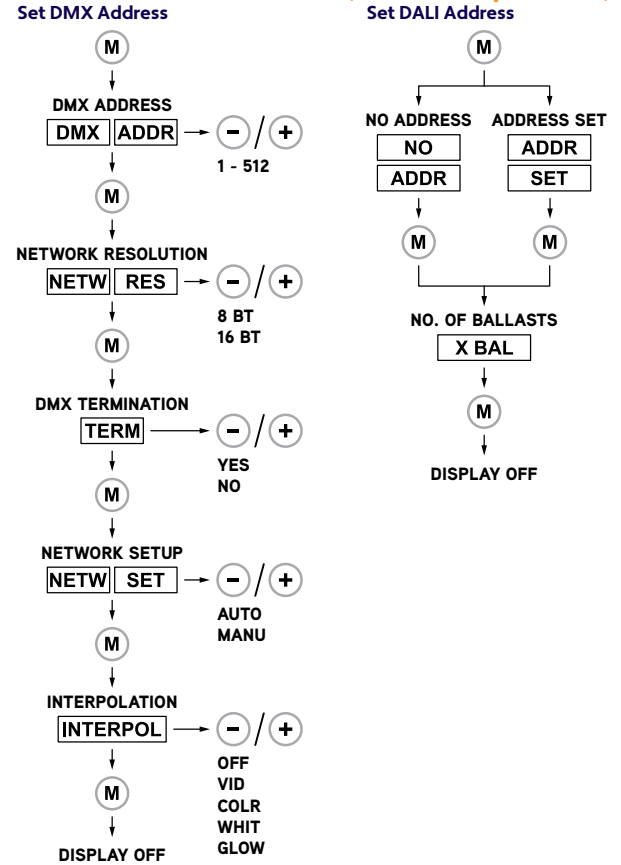 Set DMX Address
M
DMX ADDRESS
DMX ADDR - / +
1 - 512
M
NETWORK RESOLUTION
NETW RES - / +
8 BT
16 BT
M
DMX TERMINATION
TERM - / +
YES
NO
M
NETWORK SETUP
NETW SET - / +
AUTO
MANU
M
INTERPOLATION
INTERPOL - / +
OFF
VID
COLR
WHIT
GLOW
M
DISPLAY OFF
Set DALI Address
M
NO ADDRESS ADDRESS SET
NO ADDR
ADDR SET
M M
NO. OF BALLASTS
X BAL
M
DISPLAY OFF